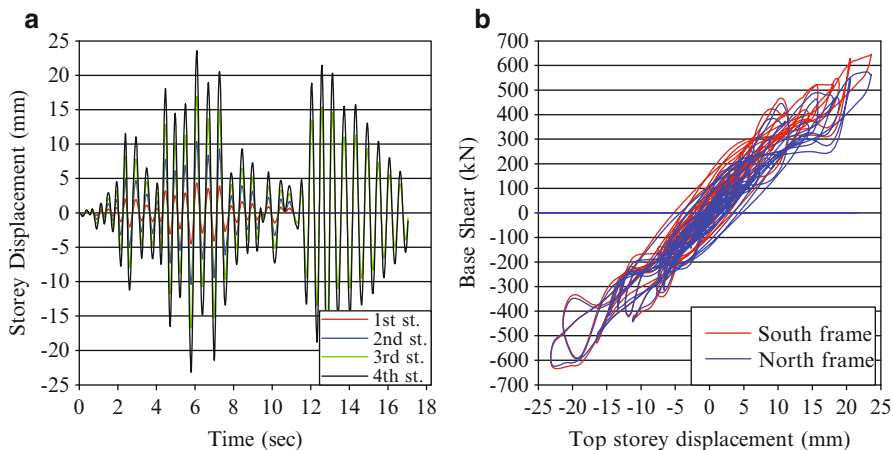 a
Storey Displacement (mm)
25
20
15
10
5
0
-5
-10
-15
-20
-25
1st st.
2nd st.
3rd st.
4th st.
0 2 4 6 8 10 12 14 16 18
Time (sec)
b
Base Shear (kN)
700
600
500
400
300
200
100
0
-100
-200
-300
-400
-500
-600
-700
South frame
North frame
-25 -20 -15 -10 -5 0 5 10 15 20 25
Top storey displacement (mm)